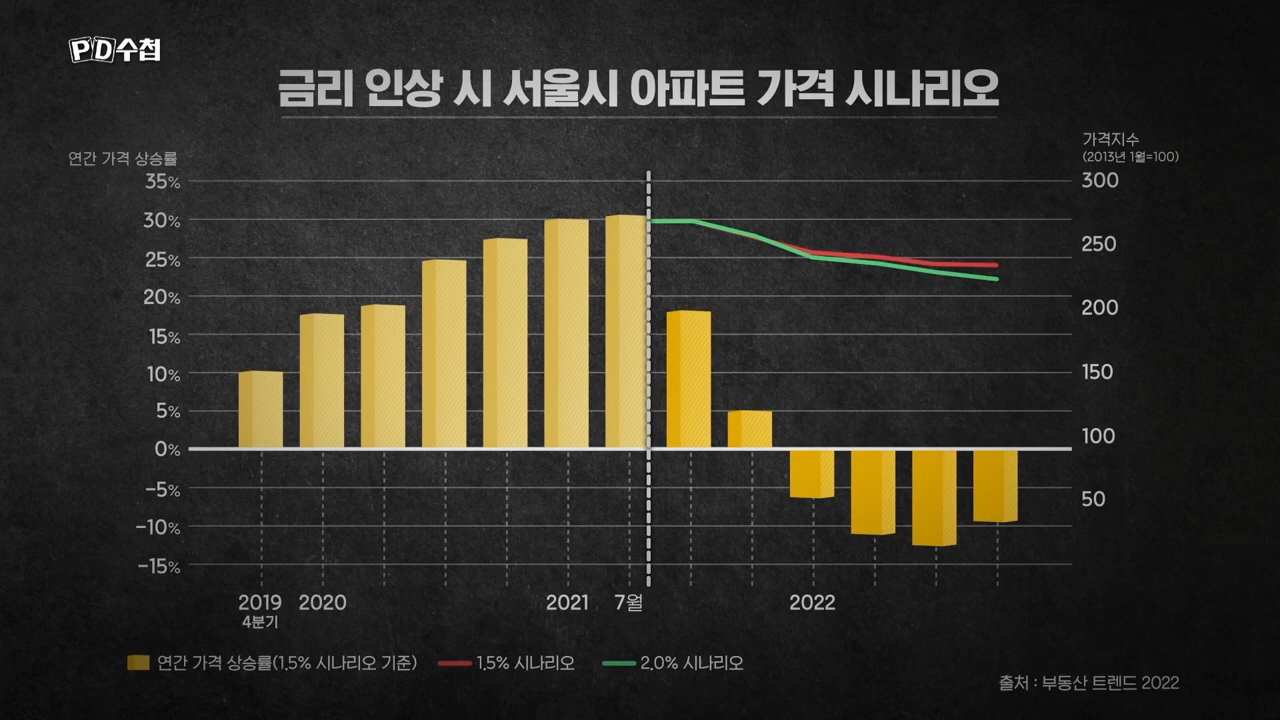 PD수첩
금리 인상 시 서울시 아파트 가격 시나리오
연간 가격 상승률
가격지수
(2013년 1월=100)
35%
30%
25%
20%
15%
10%
5%
0%
-5%
-10%
-15%
300
250
200
150
100
50
2019 2020 2021 7월 2022
4분기
연간 가격 상승률(1.5% 시나리오 기준) 1.5% 시나리오 2.0% 시나리오
출처 : 부동산 트렌드 2022